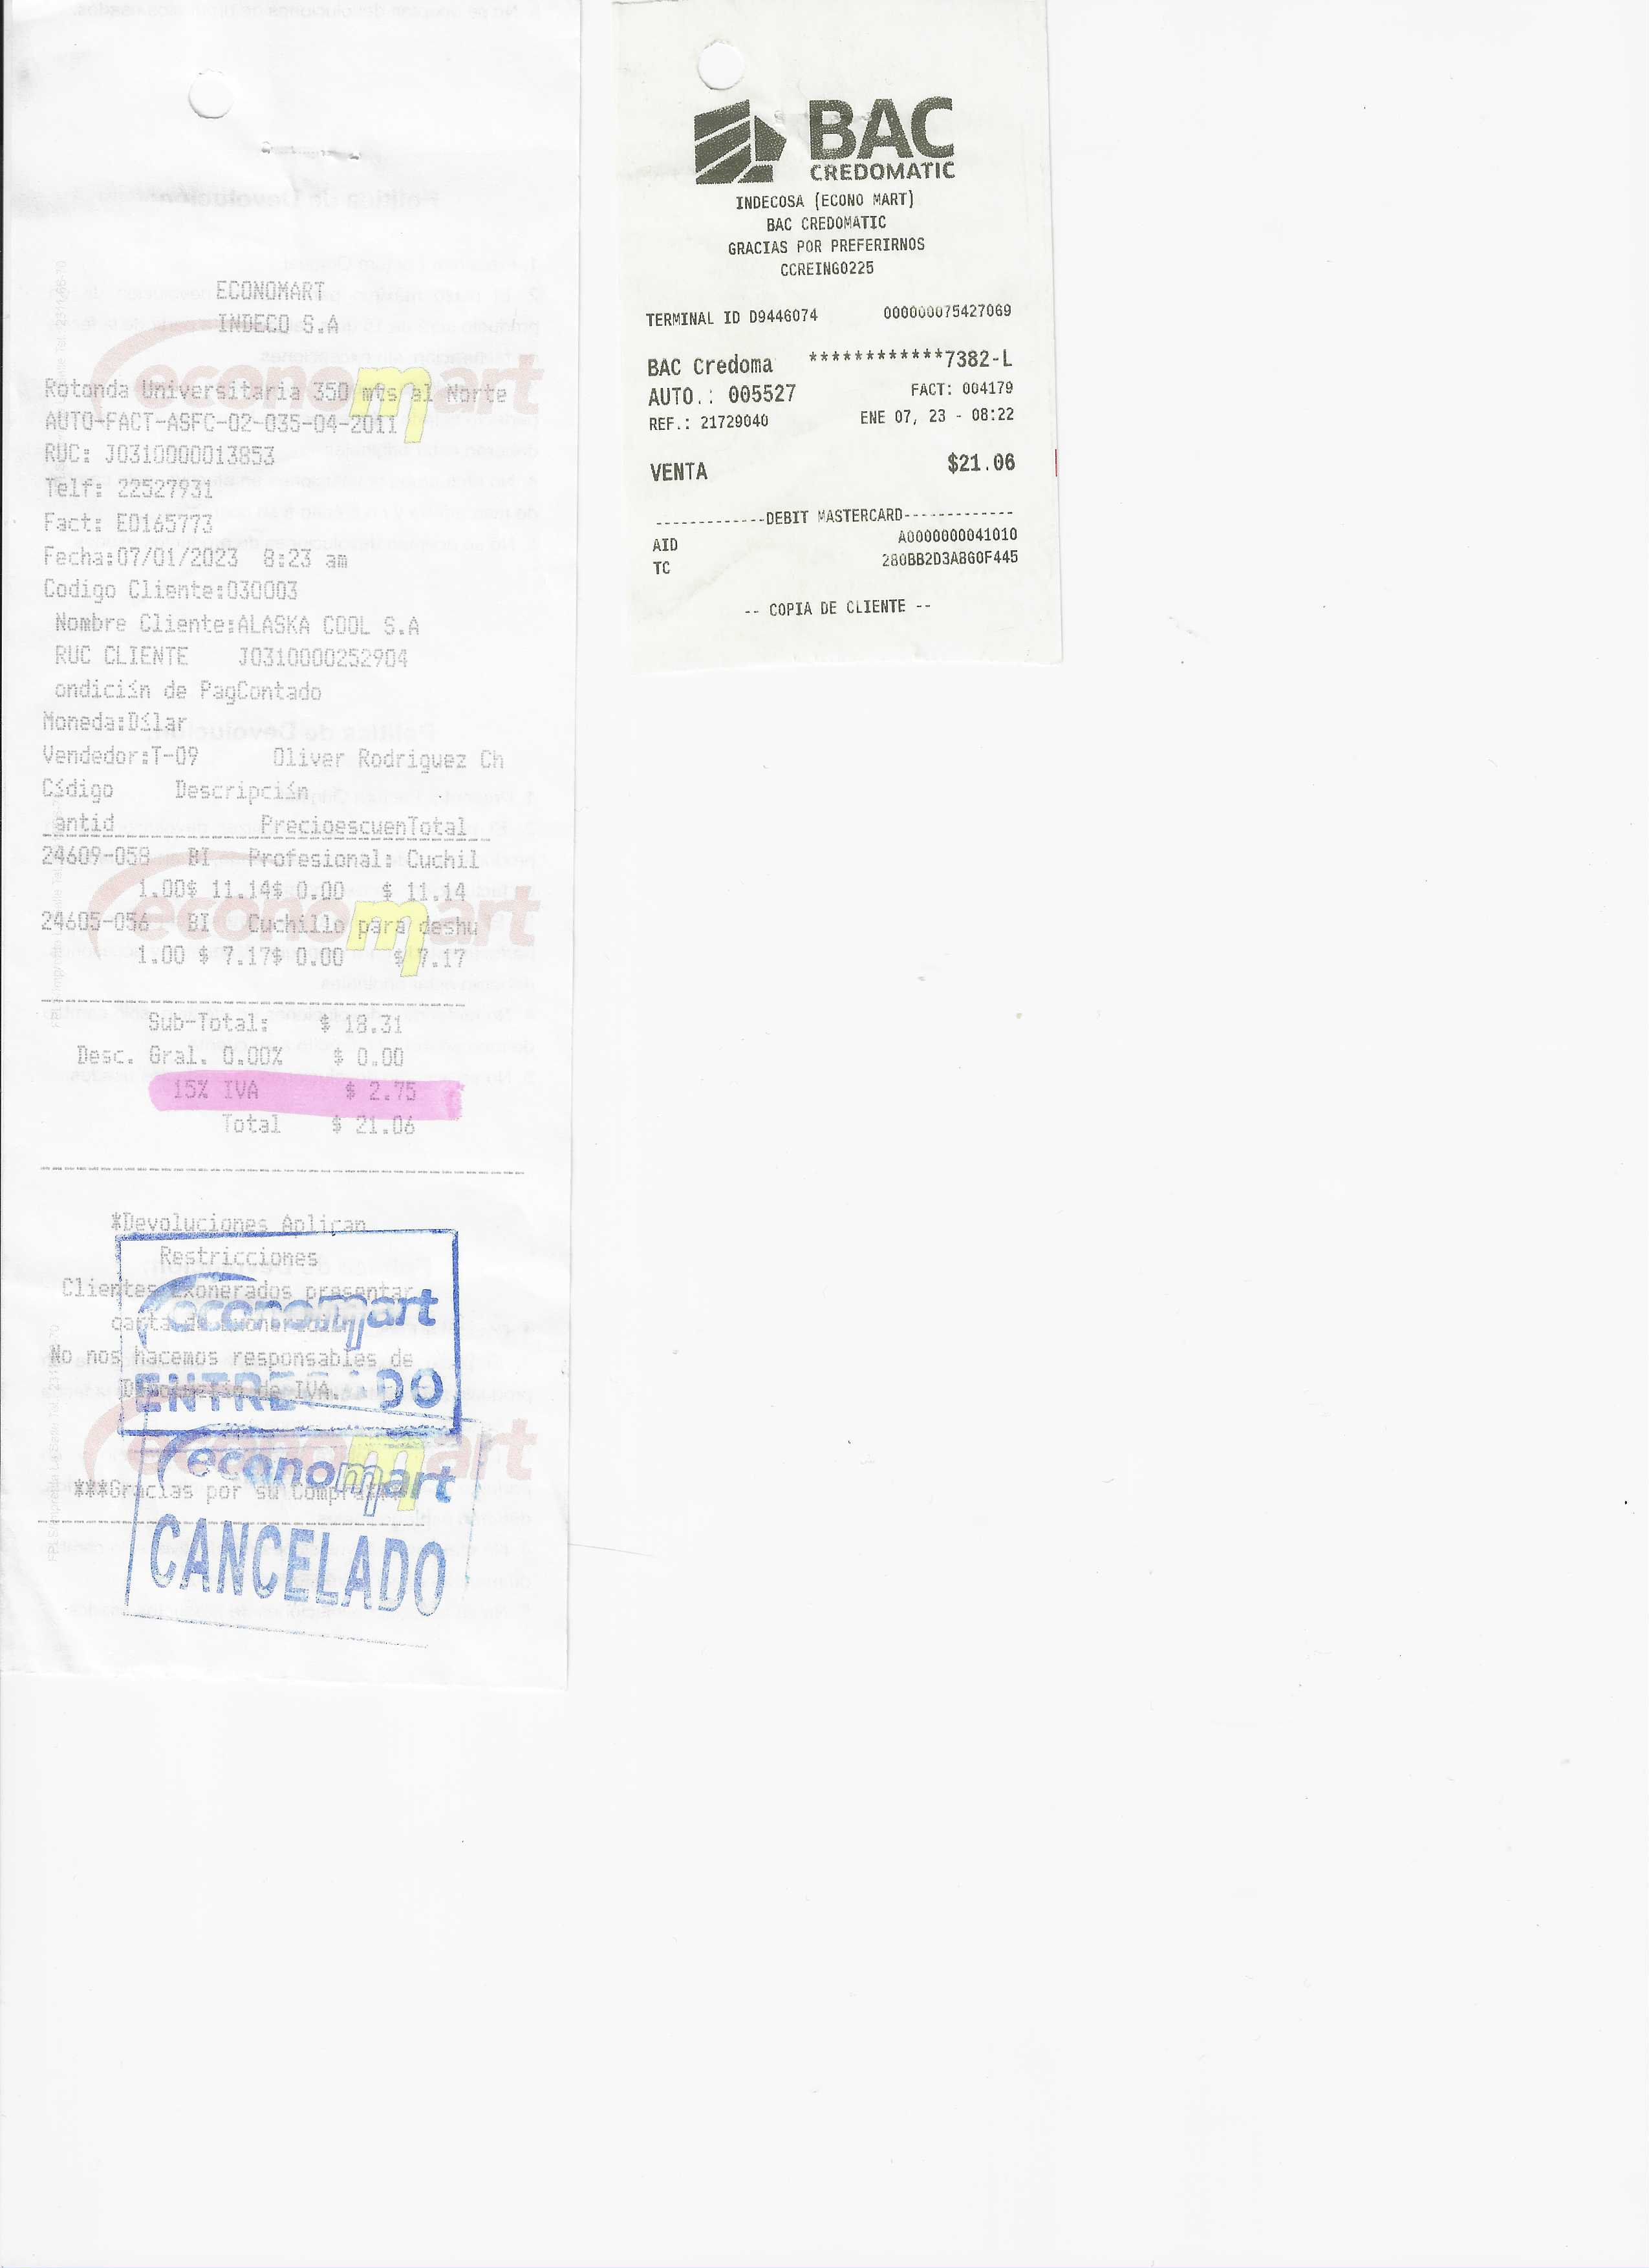 ECONOMART
INDECO S.A
Rotonda Universitaria 350 mts al Norte
AUTO-FACT-ASFC-02-035-04-2011
RUC: J0310000013853
Telf: 22527931
Fact: E0165773
Fecha:07/01/2023 8:23 am
Codigo Cliente:030003
Nombre Cliente:ALASKA COOL S.A
RUC CLIENTE J0310000252904
ondicíín de PagContado
Moneda:Dílar
Vendedor:T-09 Oliver Rodriguez Ch
Cídigo Descripciín
antid PrecioescuenTotal
24609-058 BI Profesional: Cuchil
1.00$ 11.14$ 0.00 $ 11.14
24605-056 BI Cuchillo para deshu
1.00 $ 7.17$ 0.00 $ 7.17
Sub-Total: $ 18.31
Desc. Gral. 0.00% $ 0.00
15% IVA $ 2.75
Total $ 21.06
*Devoluciones Aplican
Restricciones
Clientes Exonerados presentar
carta de
No nos hacemos responsables de
de IVA.
***Gracias por su Compra***
economart
ENTREGADO
economart
CANCELADO
BAC
CREDOMATIC
INDECOSA (ECONO MART)
BAC CREDOMATIC
GRACIAS POR PREFERIRNOS
CCREING0225
TERMINAL ID D9446074 000000075427069
BAC Credoma ************7382-L
AUTO.: 005527 FACT: 004179
REF.: 21729040 ENE 07, 23 - 08:22
VENTA $21.06
------------DEBIT MASTERCARD------------
AID A0000000041010
TC 280BB2D3A860F445
-- COPIA DE CLIENTE --